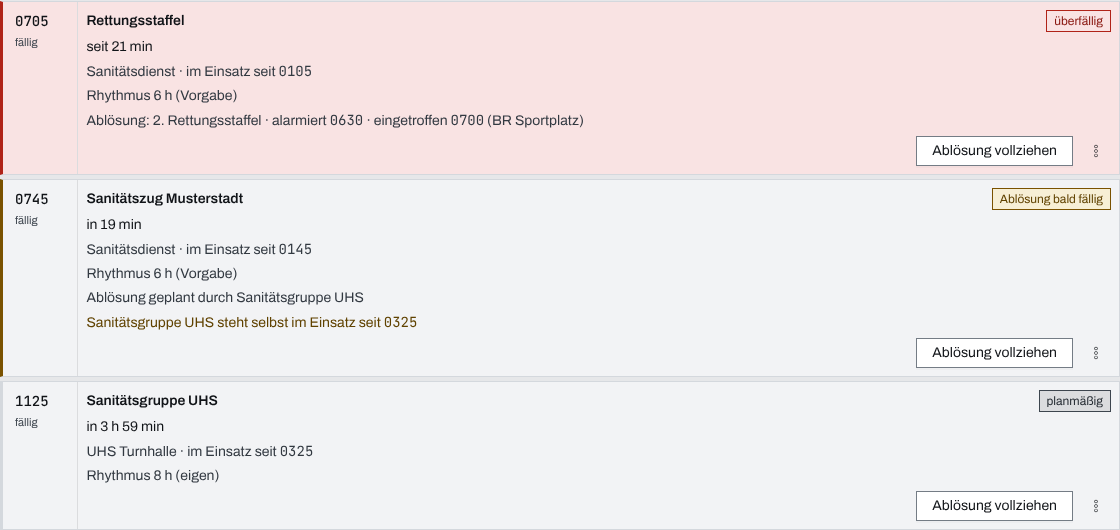 0705
fällig
Rettungsstaffel
überfällig
seit 21 min
Sanitätsdienst · im Einsatz seit 0105
Rhythmus 6 h (Vorgabe)
Ablösung: 2. Rettungsstaffel · alarmiert 0630 · eingetroffen 0700 (BR Sportplatz)
Ablösung vollziehen
0745
fällig
Sanitätszug Musterstadt
Ablösung bald fällig
in 19 min
Sanitätsdienst · im Einsatz seit 0145
Rhythmus 6 h (Vorgabe)
Ablösung geplant durch Sanitätsgruppe UHS
Sanitätsgruppe UHS steht selbst im Einsatz seit 0325
Ablösung vollziehen
1125
fällig
Sanitätsgruppe UHS
planmäßig
in 3 h 59 min
UHS Turnhalle · im Einsatz seit 0325
Rhythmus 8 h (eigen)
Ablösung vollziehen